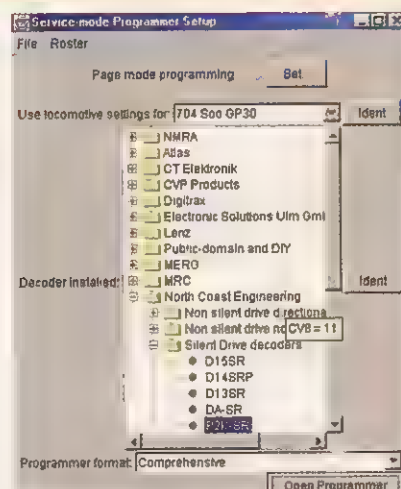 Service-mode Programmer Setup
File Roster
Page mode programming Set
Use locomotive settings for: 704 Soo GP30 Ident
NMRA
Atlas
CT Elektronik
CVP Products
Digitrax
Electronic Solutions Ulm Gml
Lenz
Public-domain and DIY
MERG
Decoder installed: MRC Ident
North Coast Engineering
Non silent drive directiona
Non silent drive no CV8 = 11
Silent Drive decoders
D15SR
D14SRP
D13SR
DA-SR
Programmer format: Comprehensive
Open Programmer